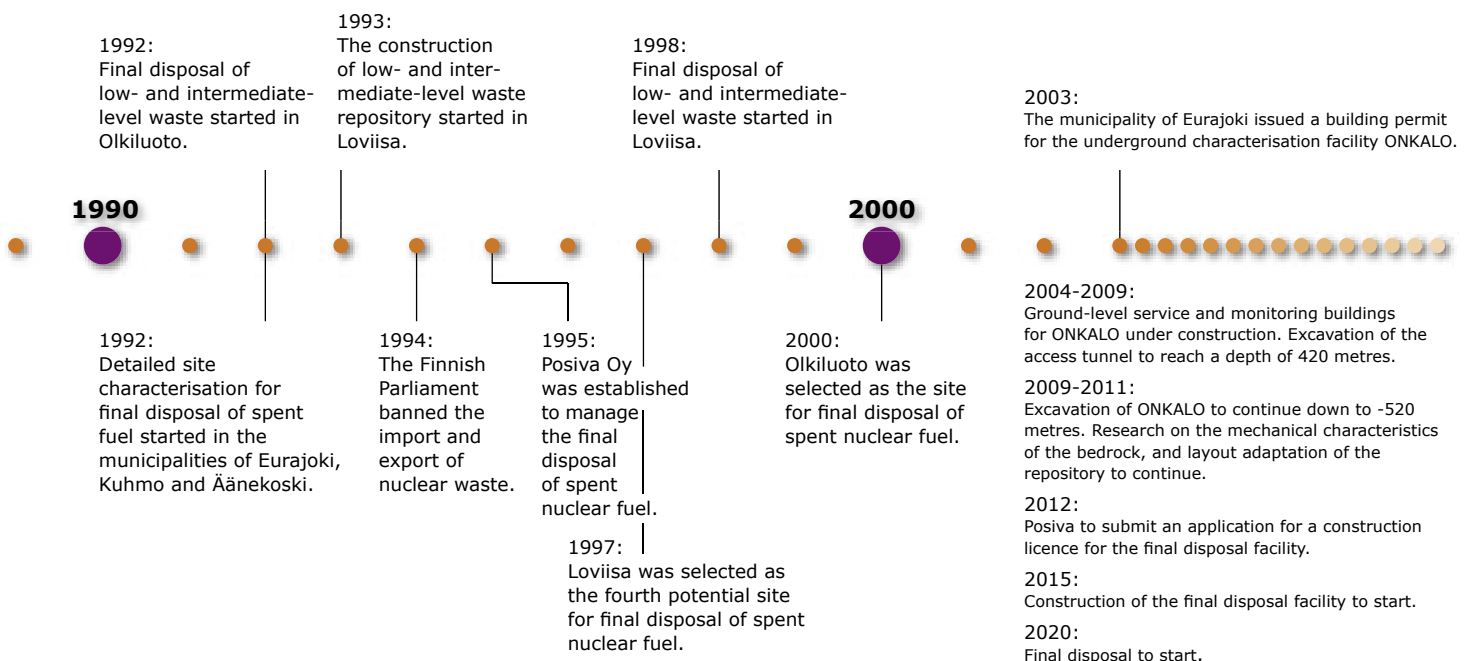 1992:
Final disposal of
low- and intermediate-
level waste started in
Olkiluoto.
1993:
The construction
of low- and inter-
mediate-level waste
repository started in
Loviisa.
1998:
Final disposal of
low- and intermediate-
level waste started in
Loviisa.
2003:
The municipality of Eurajoki issued a building permit
for the underground characterisation facility ONKALO.
1990
2000
1992:
Detailed site
characterisation for
final disposal of spent
fuel started in the
municipalities of Eurajoki,
Kuhmo and Äänekoski.
1994:
The Finnish
Parliament
banned the
import and
export of
nuclear waste.
1995:
Posiva Oy
was established
to manage
the final
disposal
of spent
nuclear fuel.
1997:
Loviisa was selected as
the fourth potential site
for final disposal of spent
nuclear fuel.
2000:
Olkiluoto was
selected as the site
for final disposal of
spent nuclear fuel.
2004-2009:
Ground-level service and monitoring buildings
for ONKALO under construction. Excavation of the
access tunnel to reach a depth of 420 metres.
2009-2011:
Excavation of ONKALO to continue down to -520
metres. Research on the mechanical characteristics
of the bedrock, and layout adaptation of the
repository to continue.
2012:
Posiva to submit an application for a construction
licence for the final disposal facility.
2015:
Construction of the final disposal facility to start.
2020:
Final disposal to start.